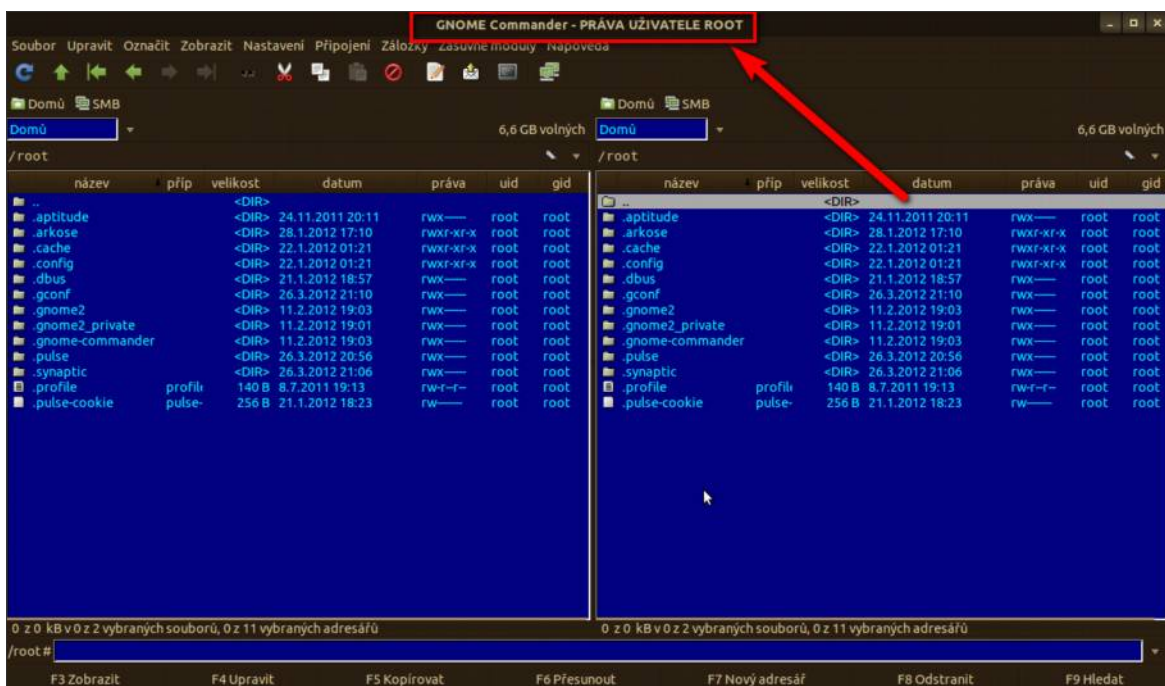 GNOME Commander - PRÁVA UŽIVATELE ROOT
Soubor Upravit Označit Zobrazit Nastavení Připojení Záložky Zásuvné moduly Nápověda
Domů SMB
Domů 6,6 GB volných
/root
název příp velikost datum práva uid gid
.. <DIR>
.aptitude <DIR> 24.11.2011 20:11 rwx------ root root
.arkose <DIR> 28.1.2012 17:10 rwxr-xr-x root root
.cache <DIR> 22.1.2012 01:21 rwxr-xr-x root root
.config <DIR> 22.1.2012 01:21 rwxr-xr-x root root
.dbus <DIR> 21.1.2012 18:57 rwx------ root root
.gconf <DIR> 26.3.2012 21:10 rwx------ root root
.gnome2 <DIR> 11.2.2012 19:03 rwx------ root root
.gnome2_private <DIR> 11.2.2012 19:01 rwx------ root root
.gnome-commander <DIR> 11.2.2012 19:03 rwx------ root root
.pulse <DIR> 26.3.2012 20:56 rwx------ root root
.synaptic <DIR> 26.3.2012 21:06 rwx------ root root
.profile profile 140 B 8.7.2011 19:13 rw-r--r-- root root
.pulse-cookie pulse- 256 B 21.1.2012 18:23 rw------- root root
0 z 0 kB v 0 z 2 vybraných souborů, 0 z 11 vybraných adresářů
Domů SMB
Domů 6,6 GB volných
/root
název příp velikost datum práva uid gid
.. <DIR>
.aptitude <DIR> 24.11.2011 20:11 rwx------ root root
.arkose <DIR> 28.1.2012 17:10 rwxr-xr-x root root
.cache <DIR> 22.1.2012 01:21 rwxr-xr-x root root
.config <DIR> 22.1.2012 01:21 rwxr-xr-x root root
.dbus <DIR> 21.1.2012 18:57 rwx------ root root
.gconf <DIR> 26.3.2012 21:10 rwx------ root root
.gnome2 <DIR> 11.2.2012 19:03 rwx------ root root
.gnome2_private <DIR> 11.2.2012 19:01 rwx------ root root
.gnome-commander <DIR> 11.2.2012 19:03 rwx------ root root
.pulse <DIR> 26.3.2012 20:56 rwx------ root root
.synaptic <DIR> 26.3.2012 21:06 rwx------ root root
.profile profile 140 B 8.7.2011 19:13 rw-r--r-- root root
.pulse-cookie pulse- 256 B 21.1.2012 18:23 rw------- root root
0 z 0 kB v 0 z 2 vybraných souborů, 0 z 11 vybraných adresářů
/root #
F3 Zobrazit F4 Upravit F5 Kopírovat F6 Přesunout F7 Nový adresář F8 Odstranit F9 Hledat